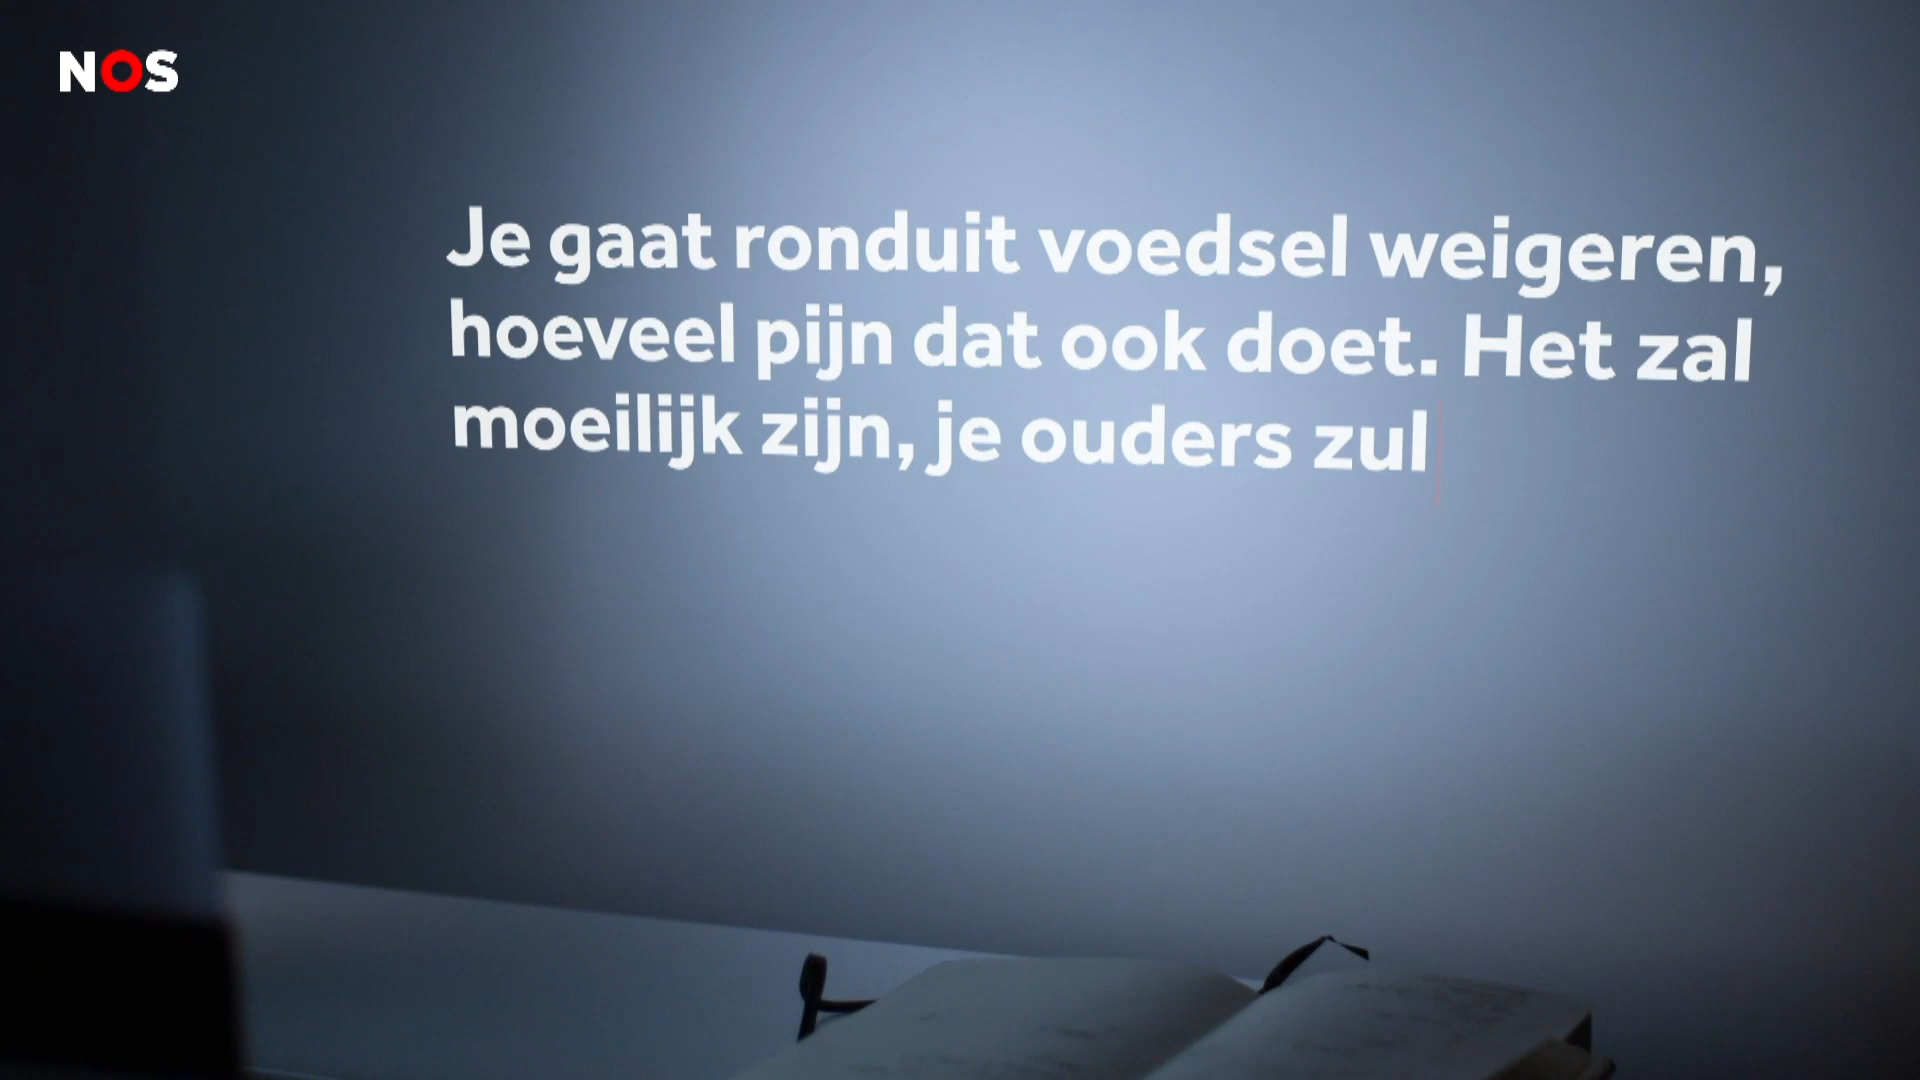 NOS
Je gaat ronduit voedsel weigeren,
hoeveel pijn dat ook doet. Het zal
moeilijk zijn, je ouders zul